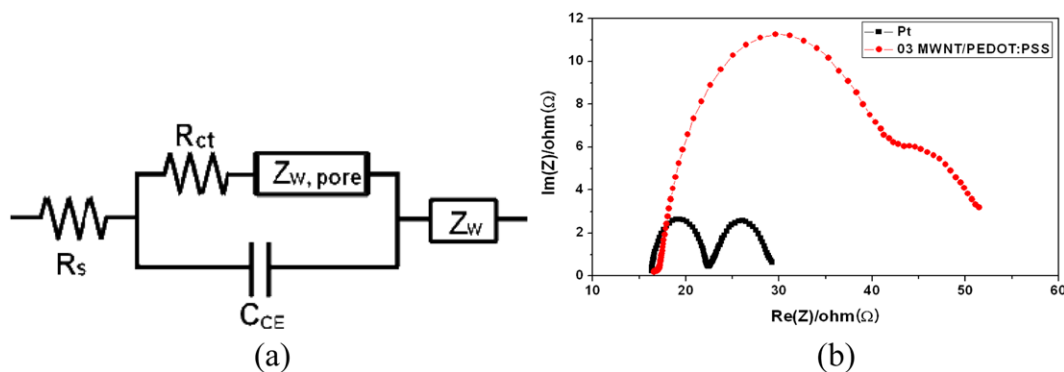 Rct
Zw, pore
Rs
Zw
CCE
(a)
(b)
12
10
8
6
4
2
0
Im(Z)/ohm(Ω)
Pt
03 MWNT/PEDOT:PSS
10 20 30 40 50 60
Re(Z)/ohm(Ω)